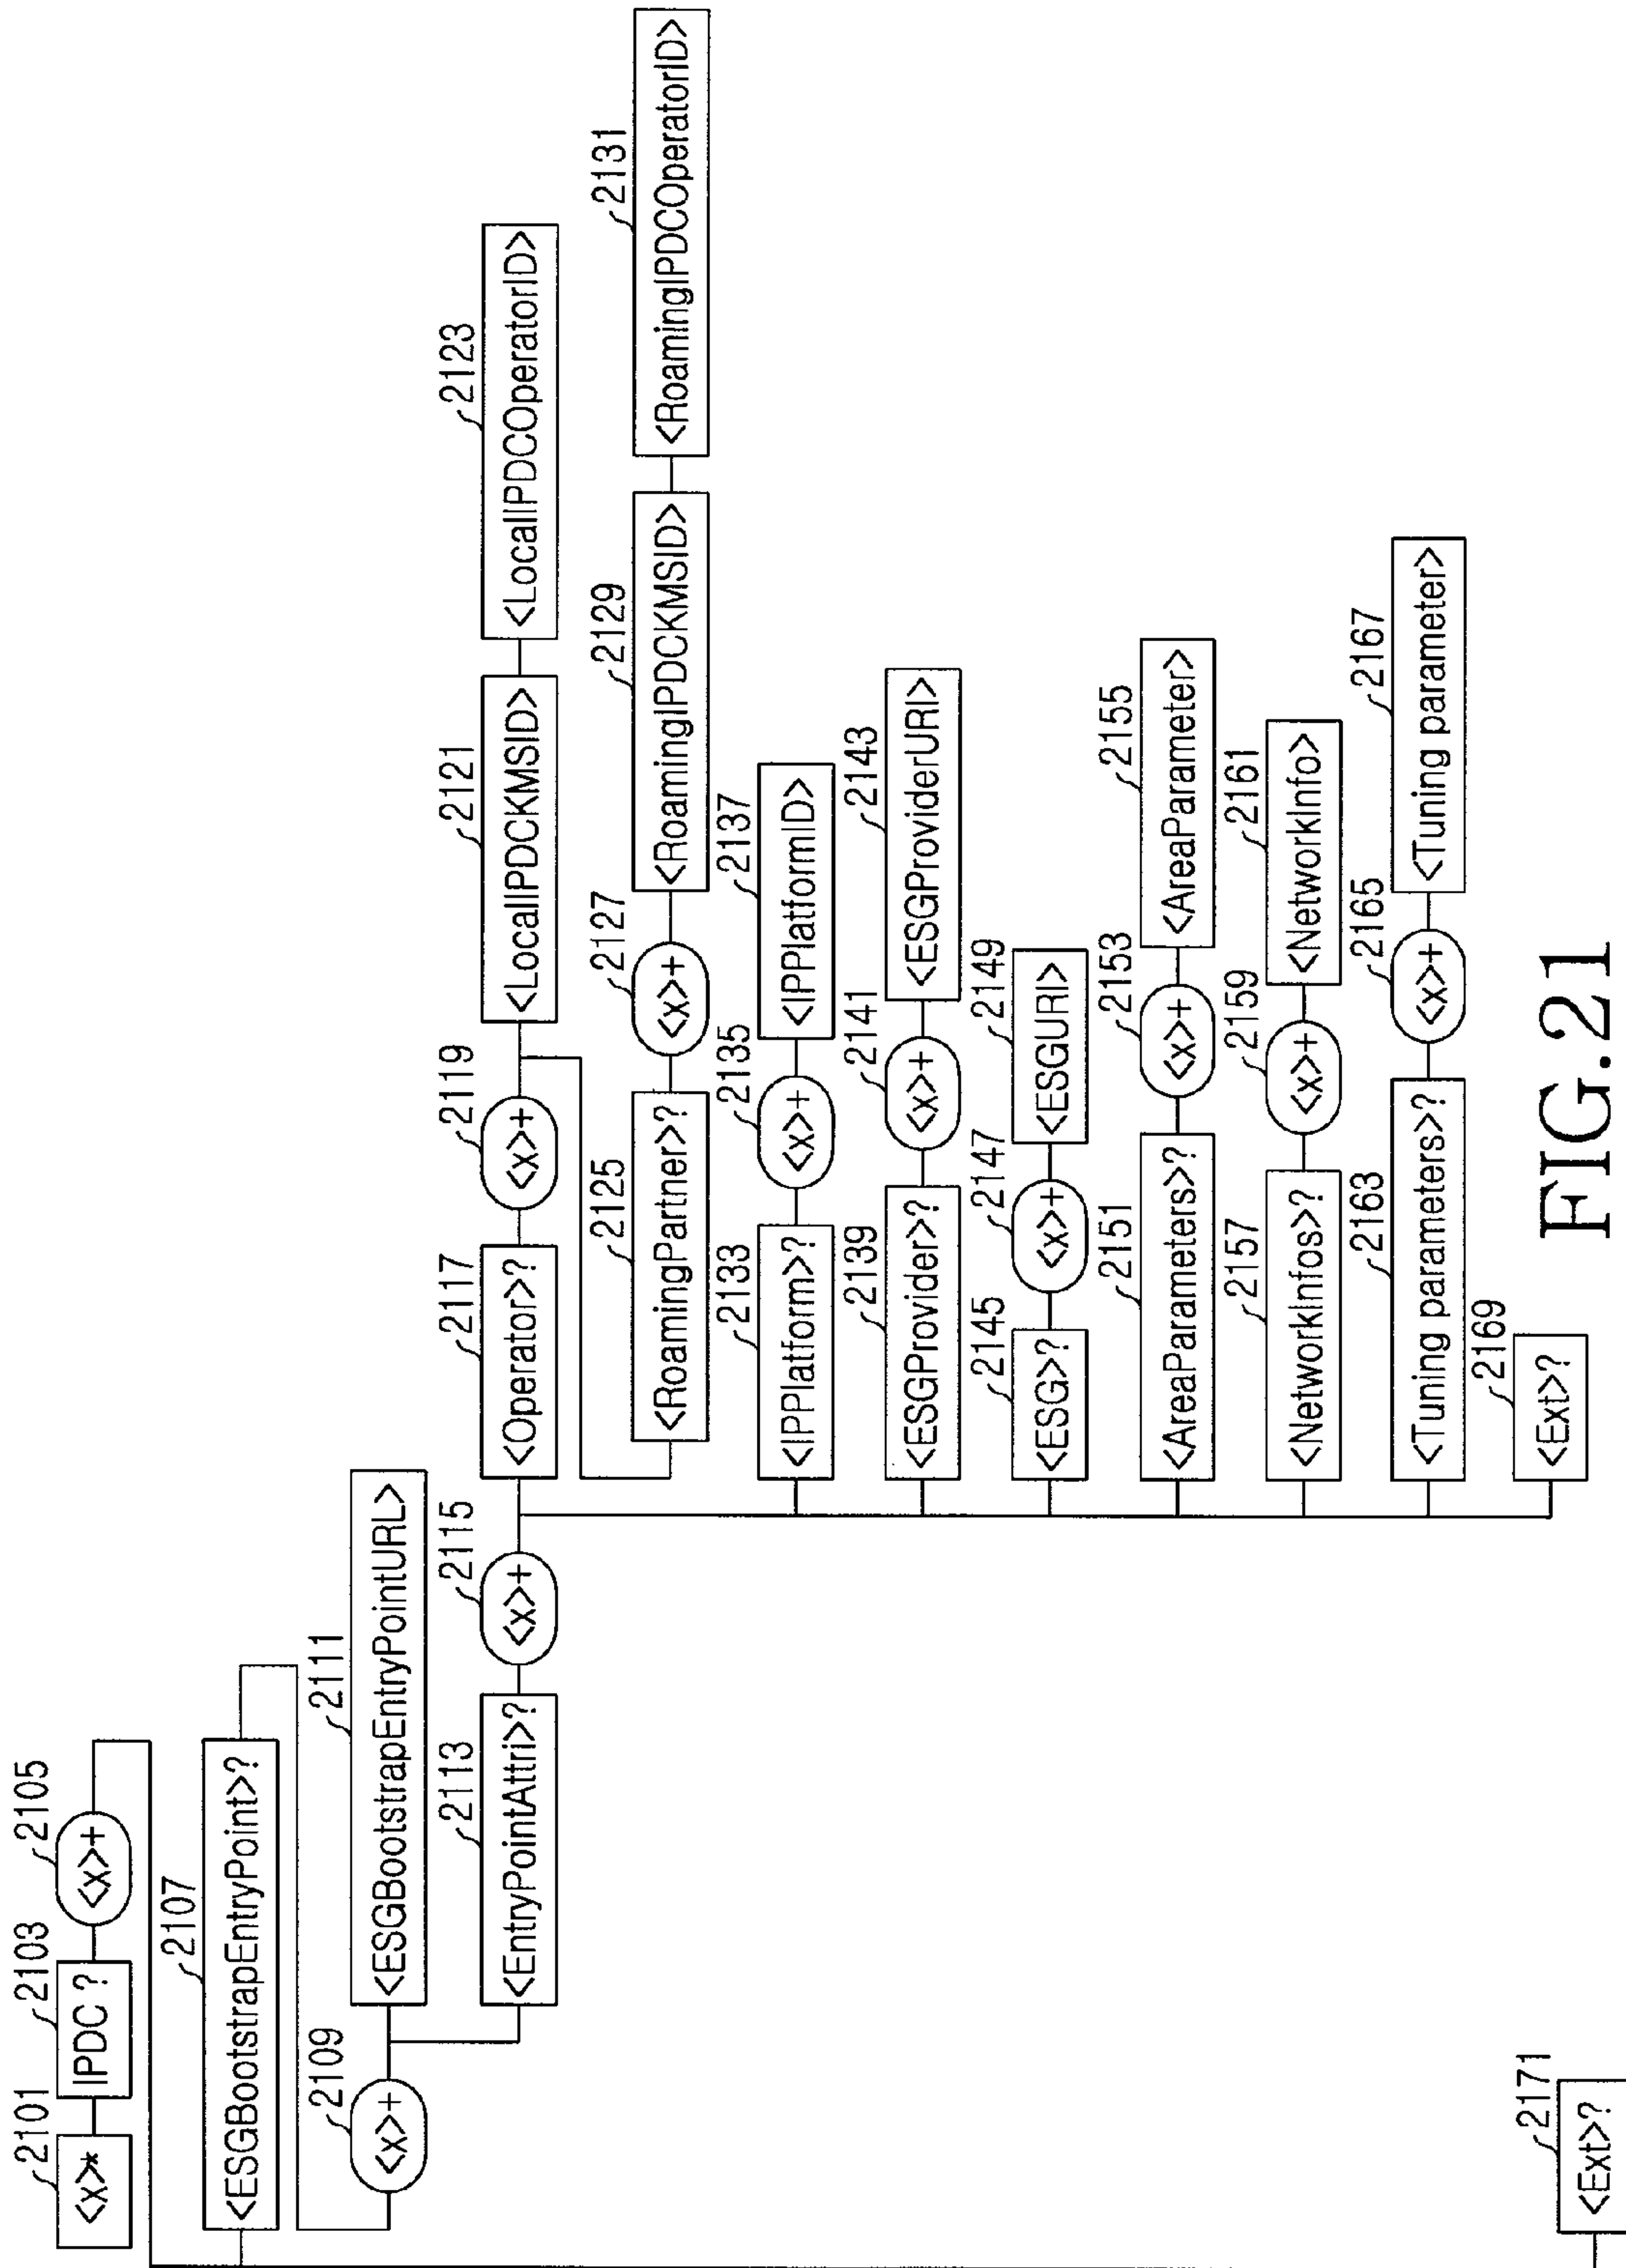 2101
<x>*
2103
IPDC ?
2105
<x>+
2107
<ESGBootstrapEntryPoint>?
2109
<x>+
2111
<ESGBootstrapEntryPointURL>
2113
<EntryPointAttri>?
2115
<x>+
2117
<Operator>?
2119
<x>+
2121
<LocalIPDCKMSID>
2123
<LocalIPDCOperatorID>
2125
<RoamingPartner>?
2127
<x>+
2129
<RoamingIPDCKMSID>
2131
<RoamingIPDCOperatorID>
2133
<IPPlatform>?
2135
<x>+
2137
<IPPlatformID>
2139
<ESGProvider>?
2141
<x>+
2143
<ESGProviderURI>
2145
<ESG>?
2147
<x>+
2149
<ESGURI>
2151
<AreaParameters>?
2153
<x>+
2155
<AreaParameter>
2157
<NetworkInfos>?
2159
<x>+
2161
<NetworkInfo>
2163
<Tuning parameters>?
2165
<x>+
2167
<Tuning parameter>
2169
<Ext>?
2171
<Ext>?
FIG.21